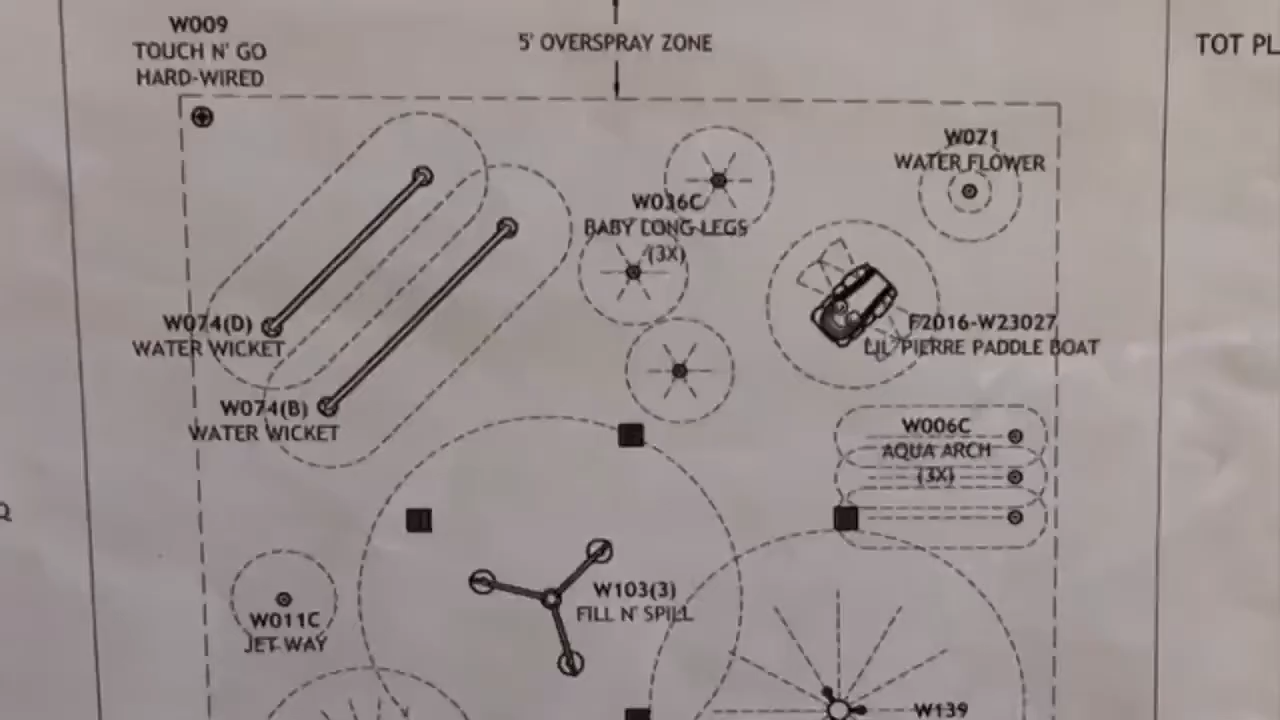 W009
TOUCH N' GO
HARD-WIRED
5' OVERSPRAY ZONE
TOT PL
W071
WATER FLOWER
W036C
BABY LONG LEGS
(3X)
W074(D)
WATER WICKET
F2016-W23027
LIL' PIERRE PADDLE BOAT
W074(B)
WATER WICKET
W006C
AQUA ARCH
(3X)
W103(3)
FILL N' SPILL
W011C
JET WAY
W139